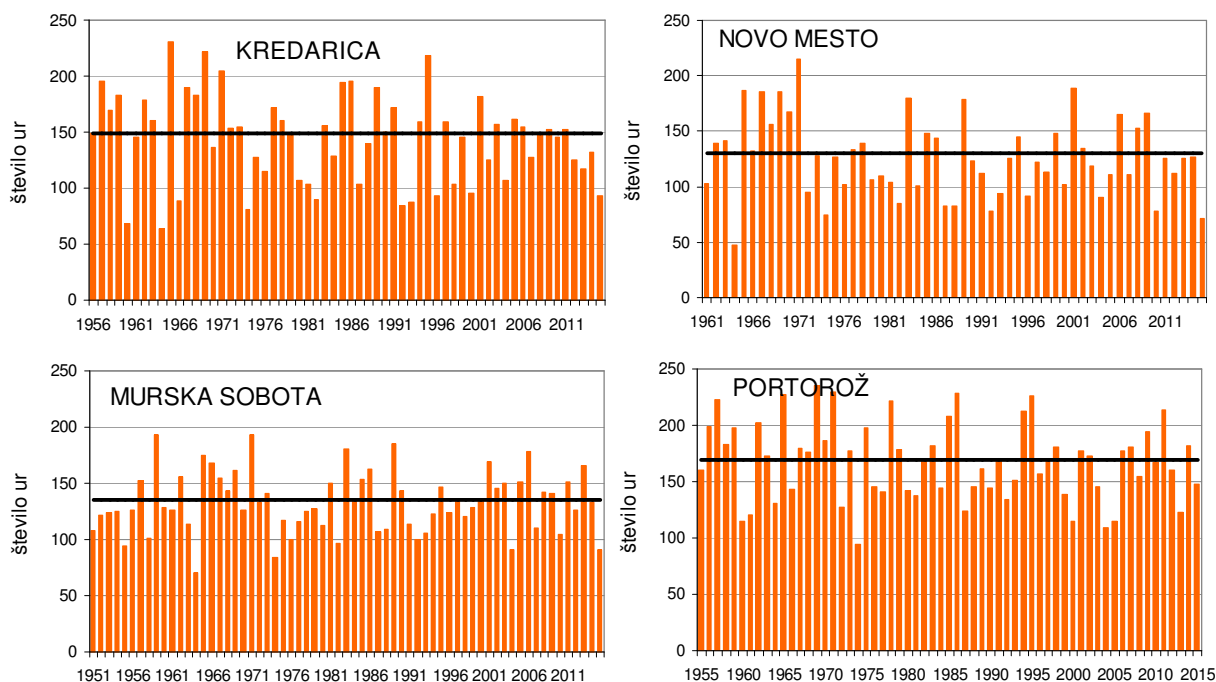 KREDARICA
število ur
250
200
150
100
50
0
1956 1961 1966 1971 1976 1981 1986 1991 1996 2001 2006 2011
NOVO MESTO
število ur
250
200
150
100
50
0
1961 1966 1971 1976 1981 1986 1991 1996 2001 2006 2011
MURSKA SOBOTA
število ur
250
200
150
100
50
0
1951 1956 1961 1966 1971 1976 1981 1986 1991 1996 2001 2006 2011
PORTOROŽ
število ur
250
200
150
100
50
0
1955 1960 1965 1970 1975 1980 1985 1990 1995 2000 2005 2010 2015